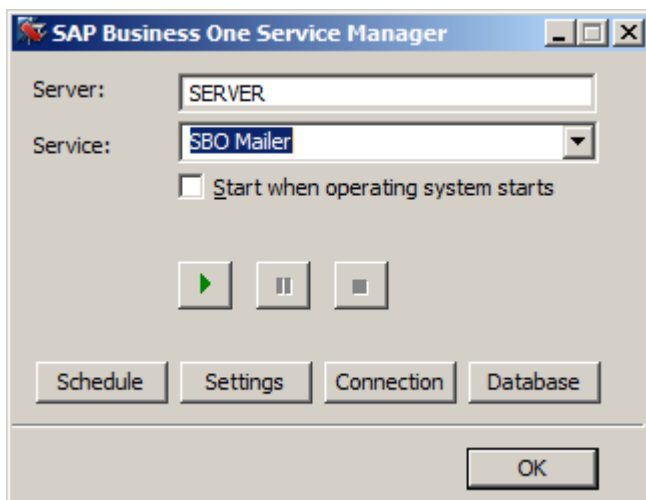 SAP Business One Service Manager
Server: SERVER
Service: SBO Mailer
Start when operating system starts
Schedule Settings Connection Database
OK